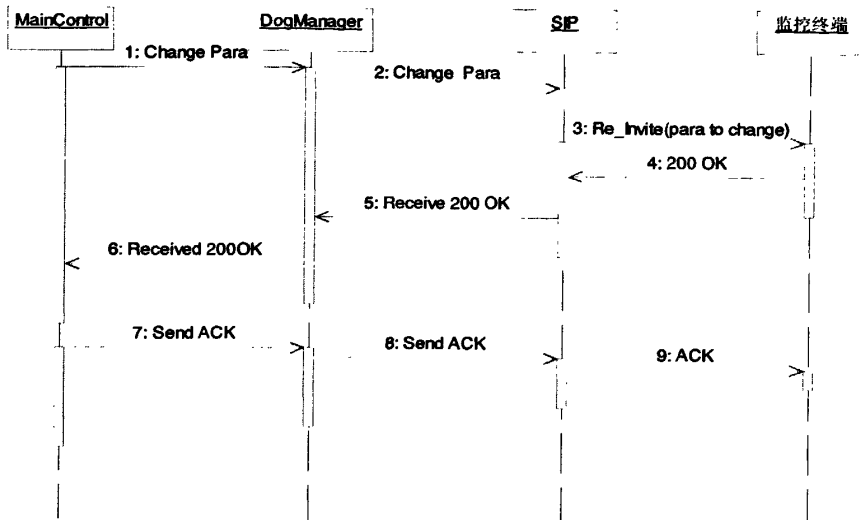 MainControl
DogManager
SIP
监控终端
1: Change Para
2: Change Para
3: Re_Invite(para to change)
4: 200 OK
5: Receive 200 OK
6: Received 200OK
7: Send ACK
8: Send ACK
9: ACK